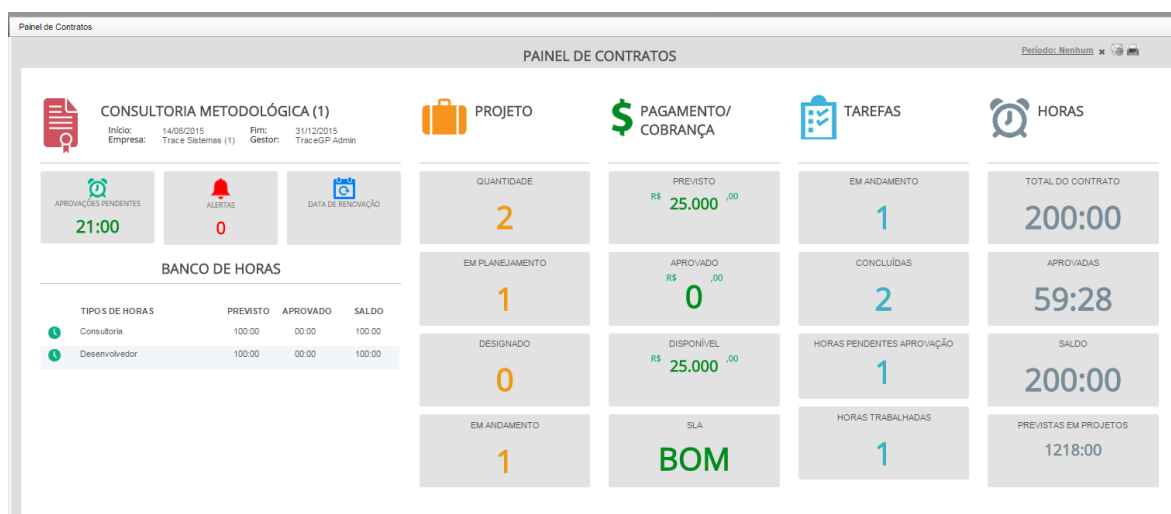 Painel de Contratos
PAINEL DE CONTRATOS
Período: Nenhum
CONSULTORIA METODOLÓGICA (1)
Início: 14/08/2015 Fim: 31/12/2015
Empresa: Trace Sistemas (1) Gestor: TraceGP Admin
APROVAÇÕES PENDENTES
21:00
ALERTAS
0
DATA DE RENOVAÇÃO
BANCO DE HORAS
TIPOS DE HORAS PREVISTO APROVADO SALDO
Consultoria 100:00 00:00 100:00
Desenvolvedor 100:00 00:00 100:00
PROJETO
QUANTIDADE
2
EM PLANEJAMENTO
1
DESIGNADO
0
EM ANDAMENTO
1
PAGAMENTO/
COBRANÇA
PREVISTO
R$ 25.000 ,00
APROVADO
R$ 0 ,00
DISPONÍVEL
R$ 25.000 ,00
SLA
BOM
TAREFAS
EM ANDAMENTO
1
CONCLUÍDAS
2
HORAS PENDENTES APROVAÇÃO
1
HORAS TRABALHADAS
1
HORAS
TOTAL DO CONTRATO
200:00
APROVADAS
59:28
SALDO
200:00
PREVISTAS EM PROJETOS
1218:00